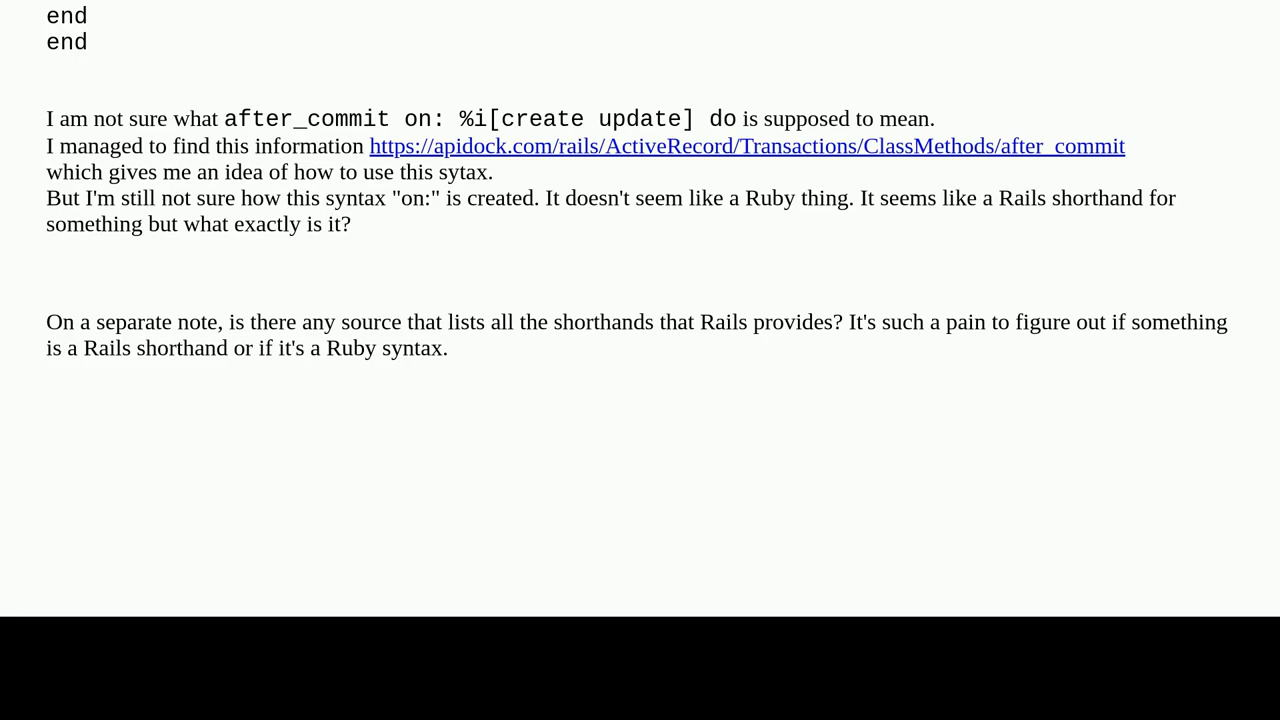 end
end
I am not sure what after_commit on: %i[create update] do is supposed to mean.
I managed to find this information https://apidock.com/rails/ActiveRecord/Transactions/ClassMethods/after_commit
which gives me an idea of how to use this sytax.
But I'm still not sure how this syntax "on:" is created. It doesn't seem like a Ruby thing. It seems like a Rails shorthand for
something but what exactly is it?
On a separate note, is there any source that lists all the shorthands that Rails provides? It's such a pain to figure out if something
is a Rails shorthand or if it's a Ruby syntax.